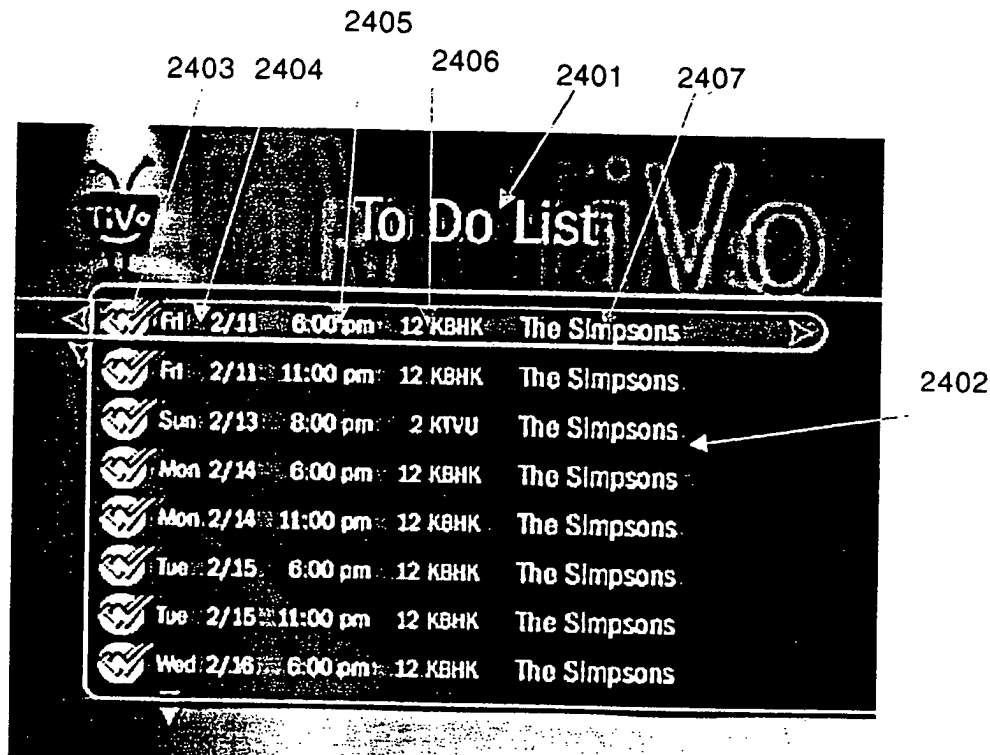 2405
2403 2404 2406 2401 2407
TiVo To Do List TiVo
Fri 2/11 6:00 pm 12 KBHK The Simpsons
Fri 2/11 11:00 pm 12 KBHK The Simpsons
2402
Sun 2/13 8:00 pm 2 KTVU The Simpsons
Mon 2/14 6:00 pm 12 KBHK The Simpsons
Mon 2/14 11:00 pm 12 KBHK The Simpsons
Tue 2/15 6:00 pm 12 KBHK The Simpsons
Tue 2/15 11:00 pm 12 KBHK The Simpsons
Wed 2/16 6:00 pm 12 KBHK The Simpsons